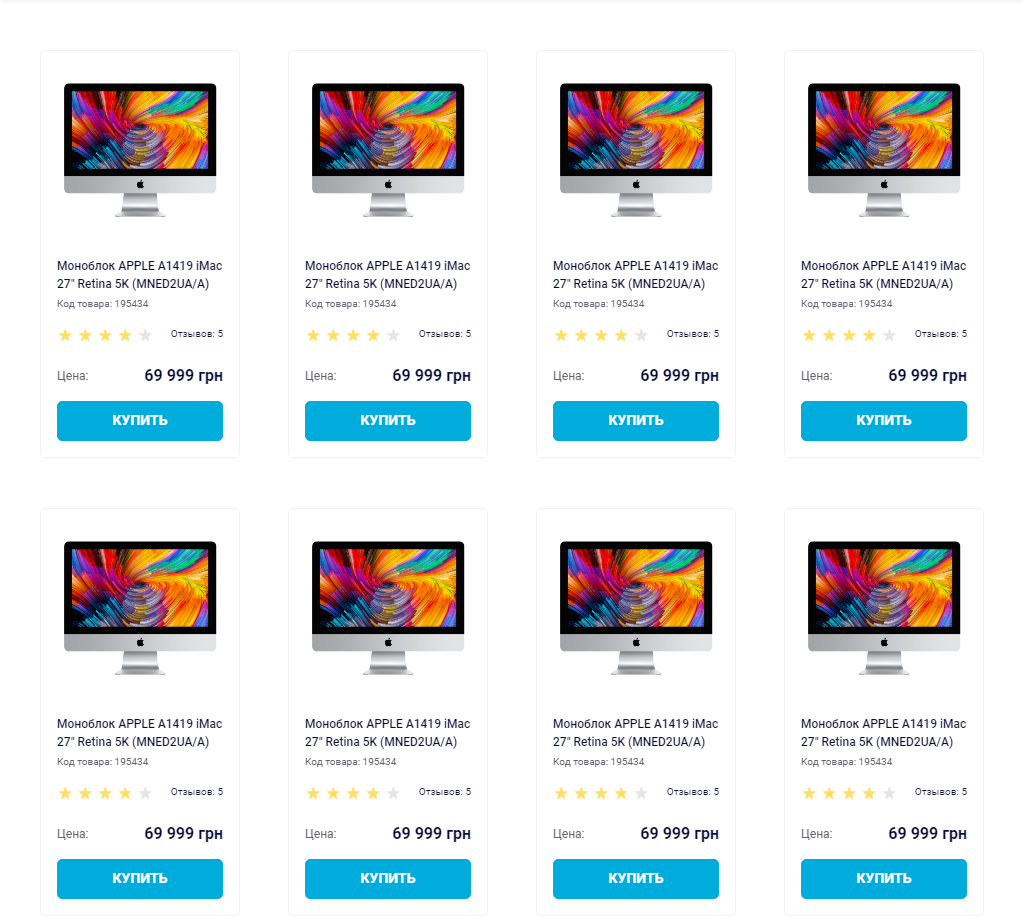 Моноблок APPLE A1419 iMac
27" Retina 5K (MNED2UA/A)
Код товара: 195434
Отзывов: 5
Цена: 69 999 грн
КУПИТЬ
Моноблок APPLE A1419 iMac
27" Retina 5K (MNED2UA/A)
Код товара: 195434
Отзывов: 5
Цена: 69 999 грн
КУПИТЬ
Моноблок APPLE A1419 iMac
27" Retina 5K (MNED2UA/A)
Код товара: 195434
Отзывов: 5
Цена: 69 999 грн
КУПИТЬ
Моноблок APPLE A1419 iMac
27" Retina 5K (MNED2UA/A)
Код товара: 195434
Отзывов: 5
Цена: 69 999 грн
КУПИТЬ
Моноблок APPLE A1419 iMac
27" Retina 5K (MNED2UA/A)
Код товара: 195434
Отзывов: 5
Цена: 69 999 грн
КУПИТЬ
Моноблок APPLE A1419 iMac
27" Retina 5K (MNED2UA/A)
Код товара: 195434
Отзывов: 5
Цена: 69 999 грн
КУПИТЬ
Моноблок APPLE A1419 iMac
27" Retina 5K (MNED2UA/A)
Код товара: 195434
Отзывов: 5
Цена: 69 999 грн
КУПИТЬ
Моноблок APPLE A1419 iMac
27" Retina 5K (MNED2UA/A)
Код товара: 195434
Отзывов: 5
Цена: 69 999 грн
КУПИТЬ